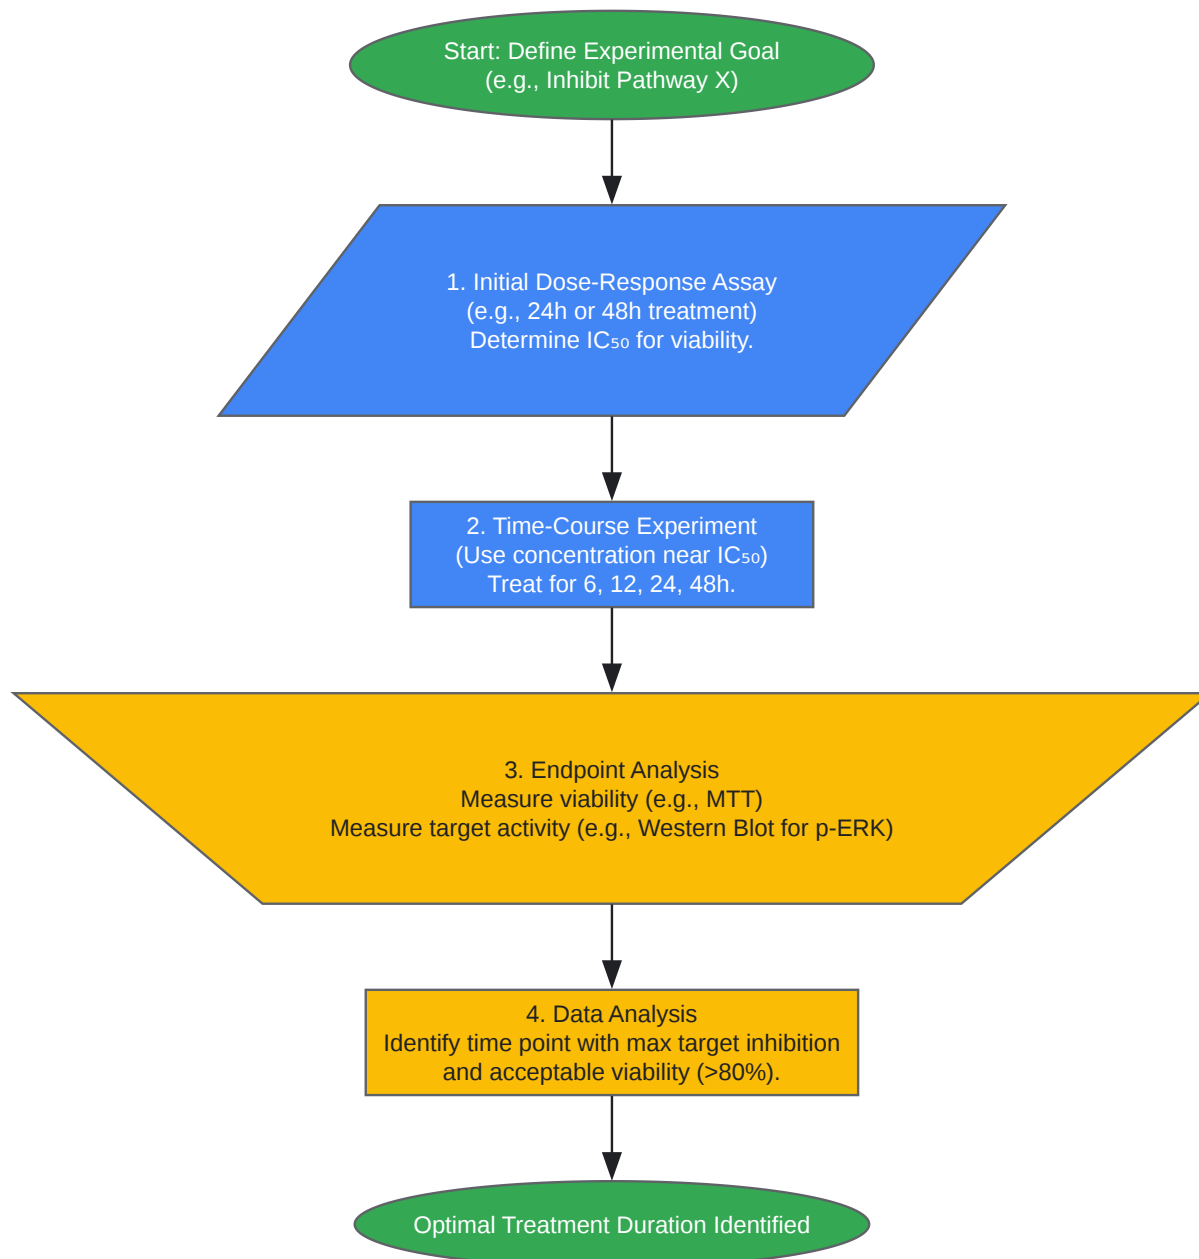 Start: Define Experimental Goal
(e.g., Inhibit Pathway X)
1. Initial Dose-Response Assay
(e.g., 24h or 48h treatment)
Determine IC₅₀ for viability.
2. Time-Course Experiment
(Use concentration near IC₅₀)
Treat for 6, 12, 24, 48h.
3. Endpoint Analysis
Measure viability (e.g., MTT)
Measure target activity (e.g., Western Blot for p-ERK)
4. Data Analysis
Identify time point with max target inhibition
and acceptable viability (>80%).
Optimal Treatment Duration Identified